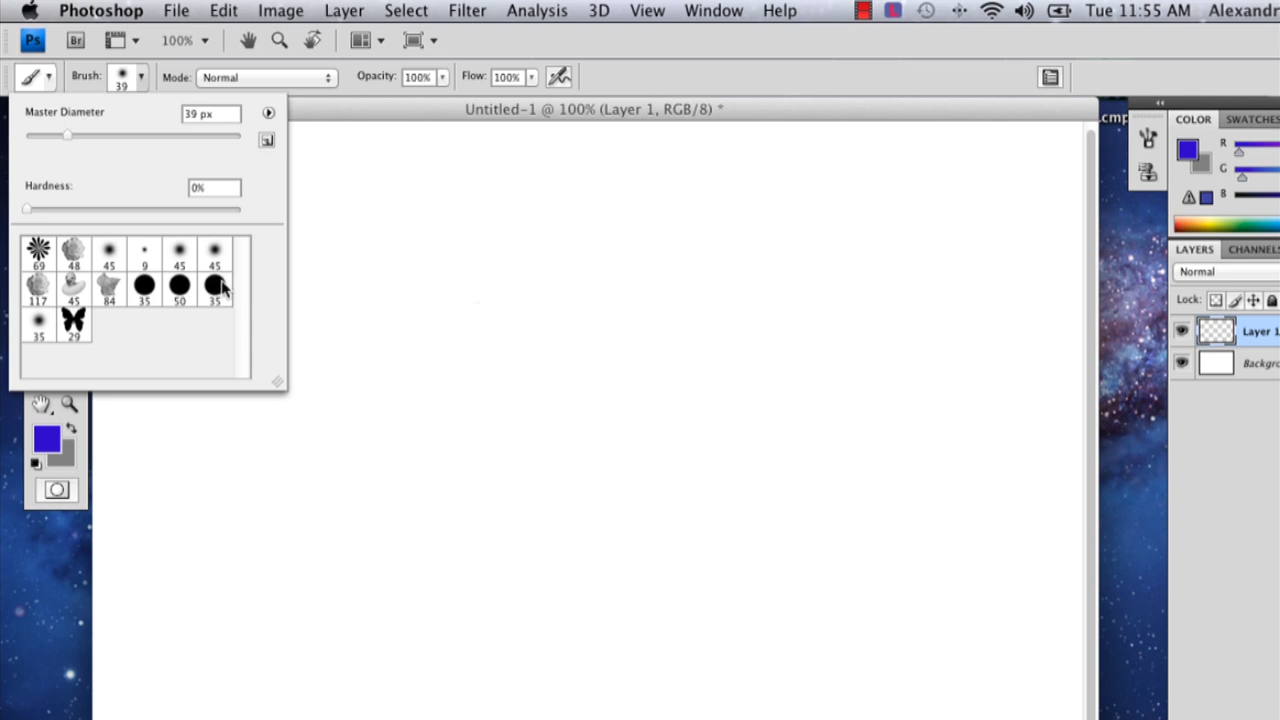 Photoshop File Edit Image Layer Select Filter Analysis 3D View Window Help Tue 11:55 AM Alexandr
Ps Br 100%
Brush: 39 Mode: Normal Opacity: 100% Flow: 100%
Untitled-1 @ 100% (Layer 1, RGB/8) *
.cmp
Master Diameter 39 px
Hardness: 0%
69 48 45 9 45 45
117 45 84 35 50 35
35 29
COLOR SWATCHES
R
G
B
LAYERS CHANNELS
Normal
Lock:
Layer 1
Backgro